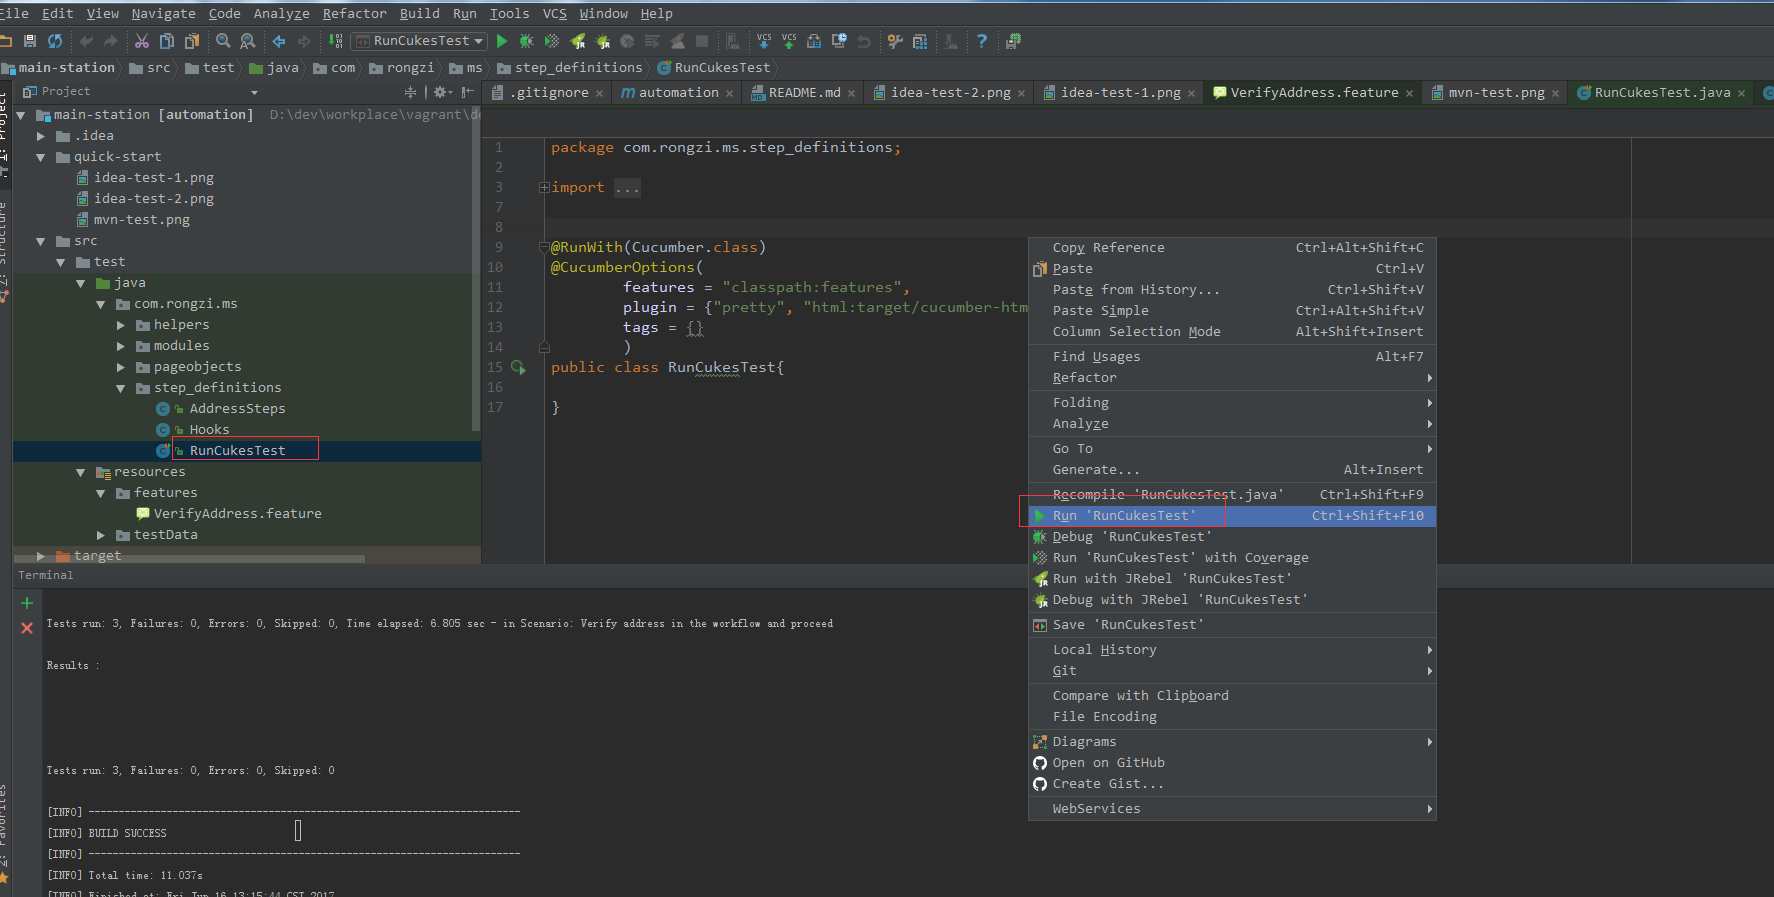 File Edit View Navigate Code Analyze Refactor Build Run Tools VCS Window Help
RunCukesTest
main-station src test java com rongzi ms step_definitions RunCukesTest
Project
.gitignore automation README.md idea-test-2.png idea-test-1.png VerifyAddress.feature mvn-test.png RunCukesTest.java
1: Project
main-station [automation] D:\dev\workplace\vagrant\de
.idea
quick-start
idea-test-1.png
idea-test-2.png
mvn-test.png
src
test
java
com.rongzi.ms
helpers
modules
pageobjects
step_definitions
AddressSteps
Hooks
RunCukesTest
resources
features
VerifyAddress.feature
testData
target
Z: Structure
1 package com.rongzi.ms.step_definitions;
2
3 import ...
7
8
9 @RunWith(Cucumber.class)
10 @CucumberOptions(
11 features = "classpath:features",
12 plugin = {"pretty", "html:target/cucumber-htm
13 tags = {}
14 )
15 public class RunCukesTest{
16
17 }
Copy Reference Ctrl+Alt+Shift+C
Paste Ctrl+V
Paste from History... Ctrl+Shift+V
Paste Simple Ctrl+Alt+Shift+V
Column Selection Mode Alt+Shift+Insert
Find Usages Alt+F7
Refactor
Folding
Analyze
Go To
Generate... Alt+Insert
Recompile 'RunCukesTest.java' Ctrl+Shift+F9
Run 'RunCukesTest' Ctrl+Shift+F10
Debug 'RunCukesTest'
Run 'RunCukesTest' with Coverage
Run with JRebel 'RunCukesTest'
Debug with JRebel 'RunCukesTest'
Save 'RunCukesTest'
Local History
Git
Compare with Clipboard
File Encoding
Diagrams
Open on GitHub
Create Gist...
WebServices
Terminal
Tests run: 3, Failures: 0, Errors: 0, Skipped: 0, Time elapsed: 6.805 sec - in Scenario: Verify address in the workflow and proceed
Results :
Tests run: 3, Failures: 0, Errors: 0, Skipped: 0
[INFO] ------------------------------------------------------------------------
[INFO] BUILD SUCCESS
[INFO] ------------------------------------------------------------------------
[INFO] Total time: 11.037s
[INFO] Finished at: Fri Jun 16 13:15:44 CST 2017
2: Favorites